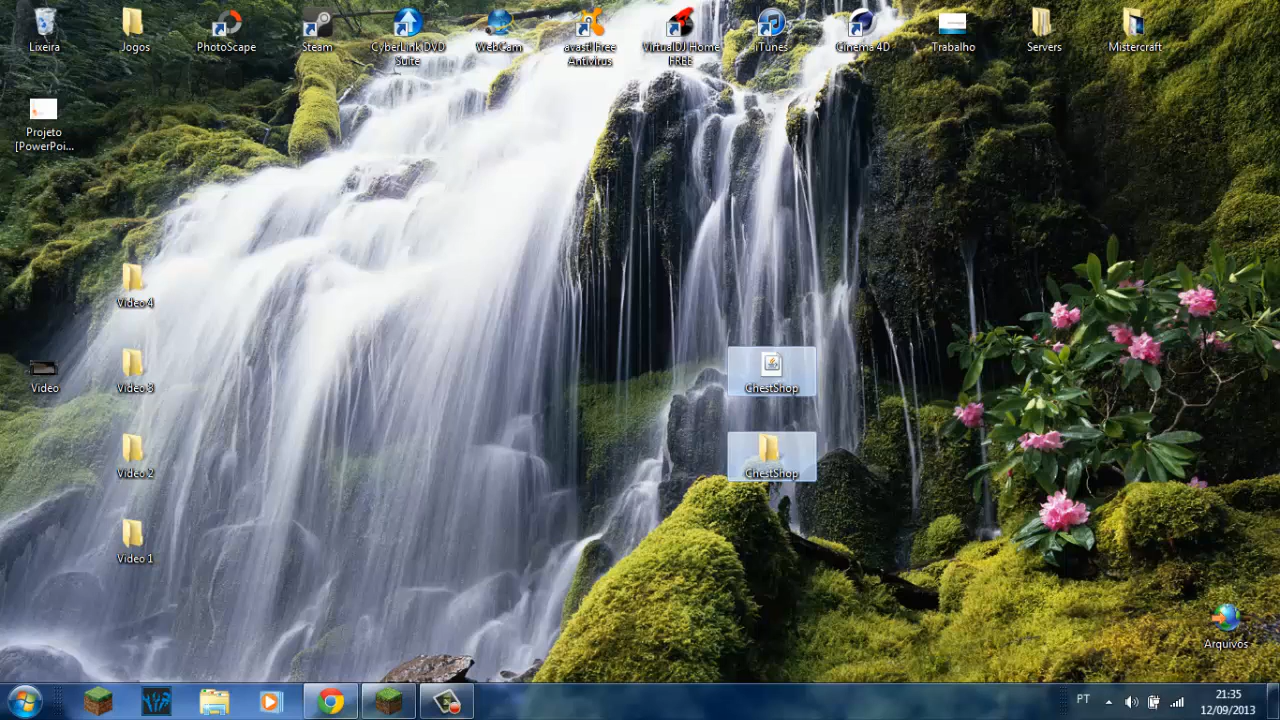 Lixeira
Jogos
PhotoScape
Steam
CyberLink DVD
Suite
WebCam
avast! Free
Antivirus
VirtualDJ Home
FREE
iTunes
Cinema 4D
Trabalho
Servers
Mistercraft
Projeto
[PowerPoi...
Video 4
Video
Video 3
ChestShop
Video 2
ChestShop
Video 1
Arquivos
PT
21:35
12/09/2013